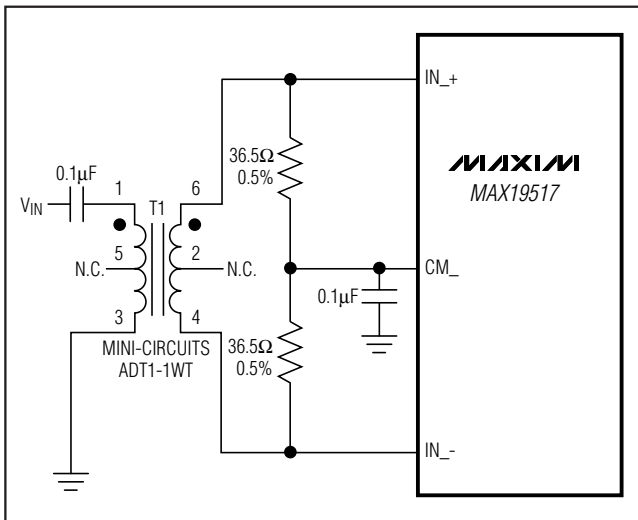 IN_+
36.5Ω
0.5%
0.1µF
1
6
T1
MAXIM
MAX19517
VIN
5
2
N.C.
N.C.
CM_
0.1µF
3
4
36.5Ω
0.5%
MINI-CIRCUITS
ADT1-1WT
IN_-